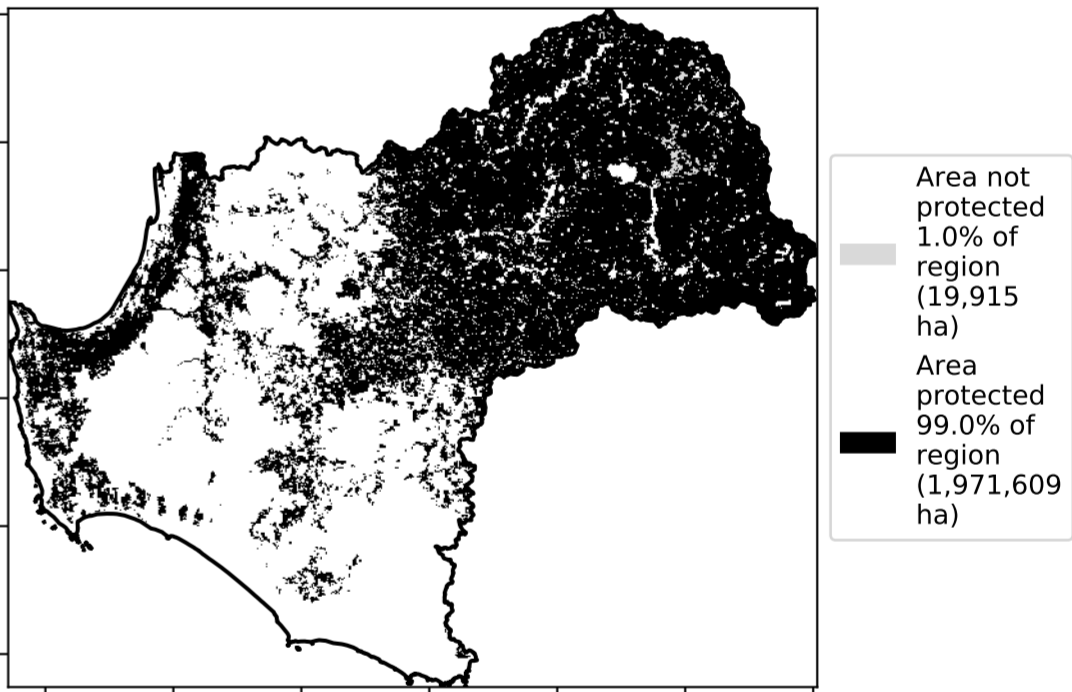 Area not
protected
1.0% of
region
(19,915
ha)
Area
protected
99.0% of
region
(1,971,609
ha)